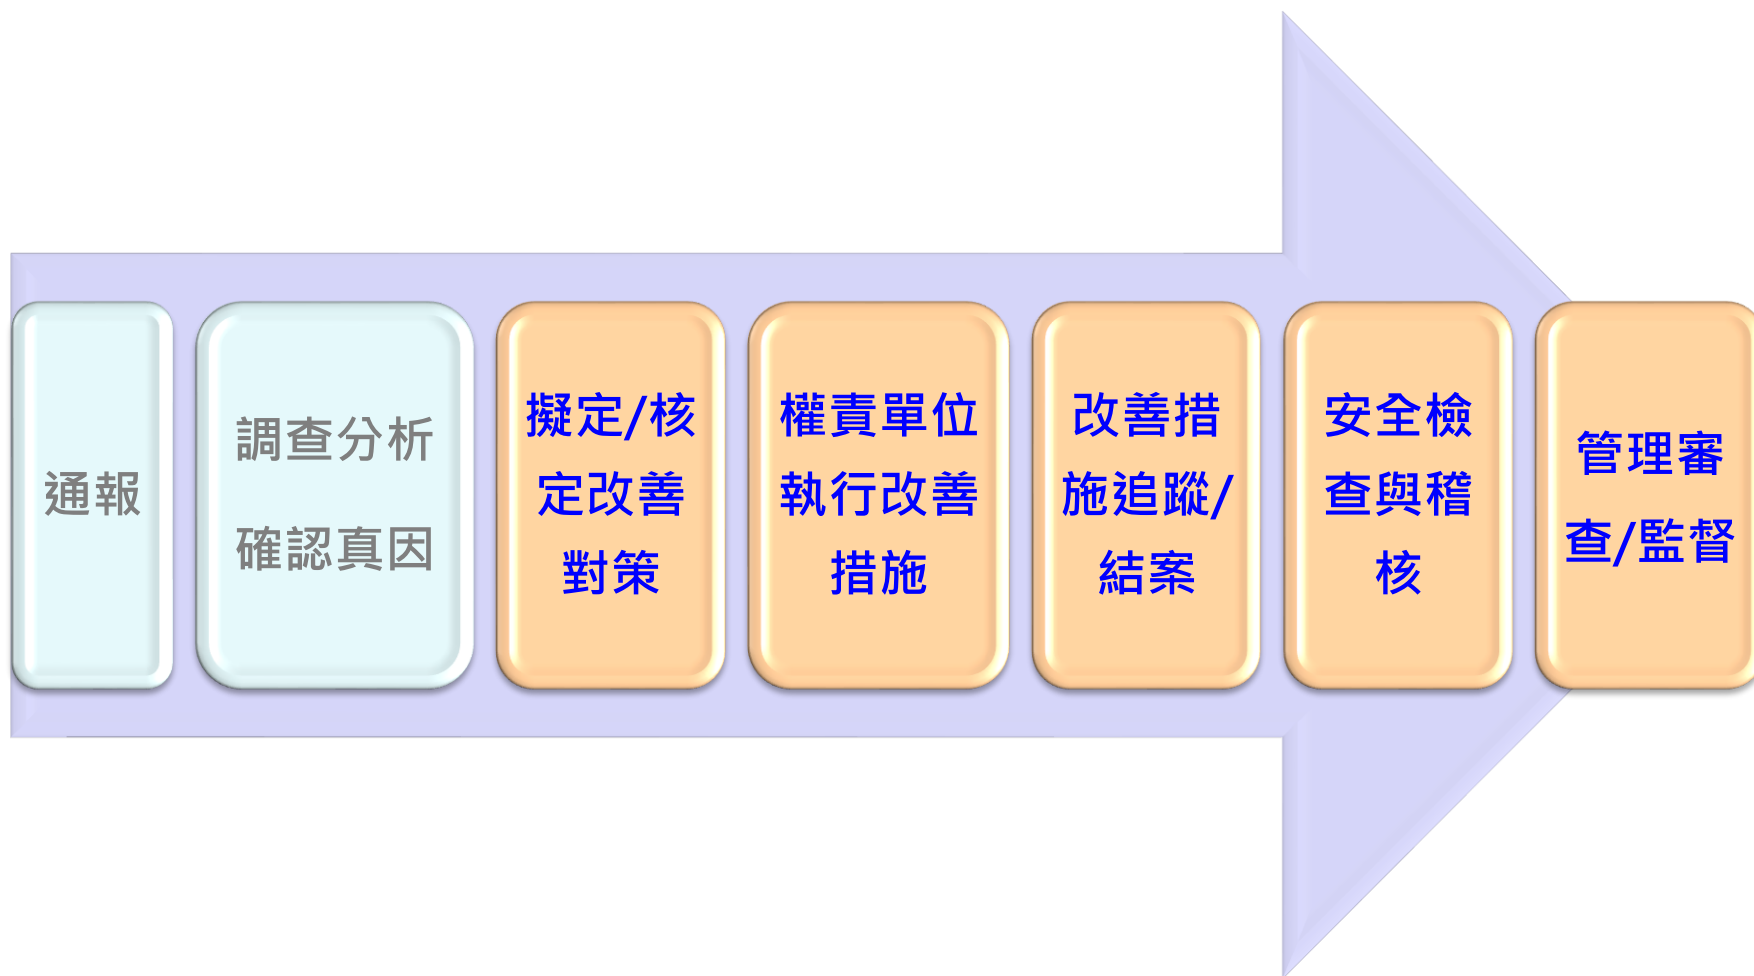 通報
調查分析
確認真因
擬定/核
定改善
對策
權責單位
執行改善
措施
改善措
施追蹤/
結案
安全檢
查與稽
核
管理審
查/監督